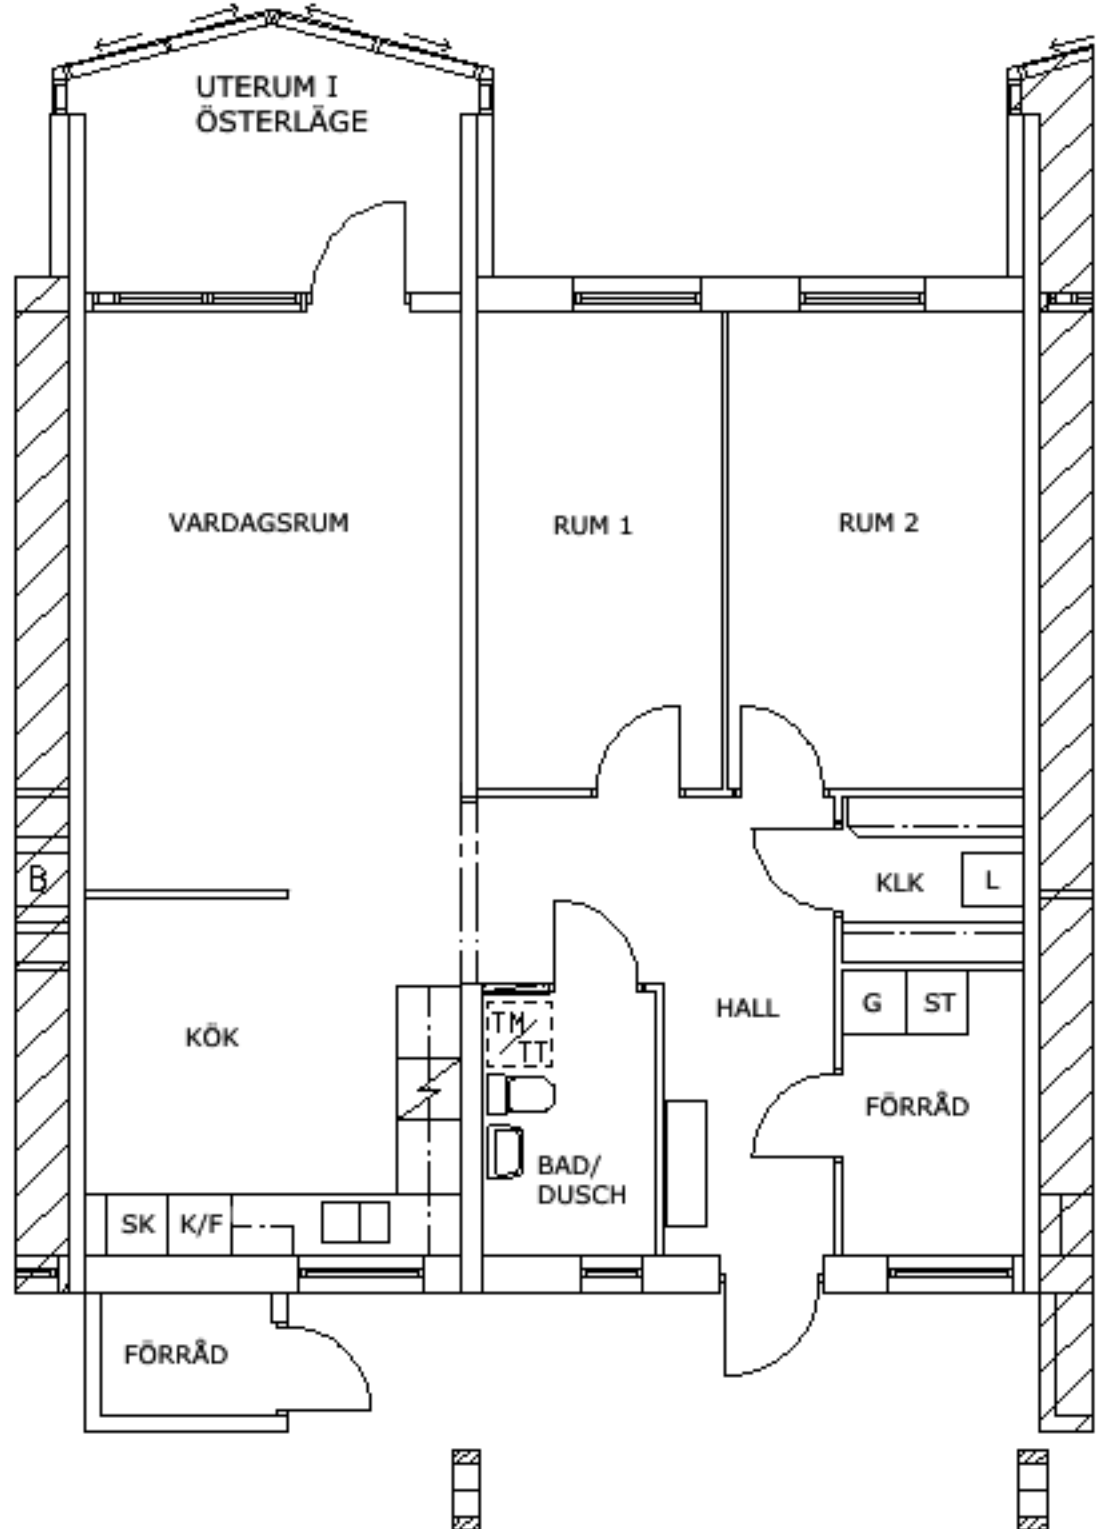 UTERUM I
ÖSTERLÄGE
VARDAGSRUM
RUM 1
RUM 2
B
KLK
L
G
ST
HALL
TM
TT
KÖK
FÖRRÅD
BAD/
DUSCH
SK
K/F
FÖRRÅD